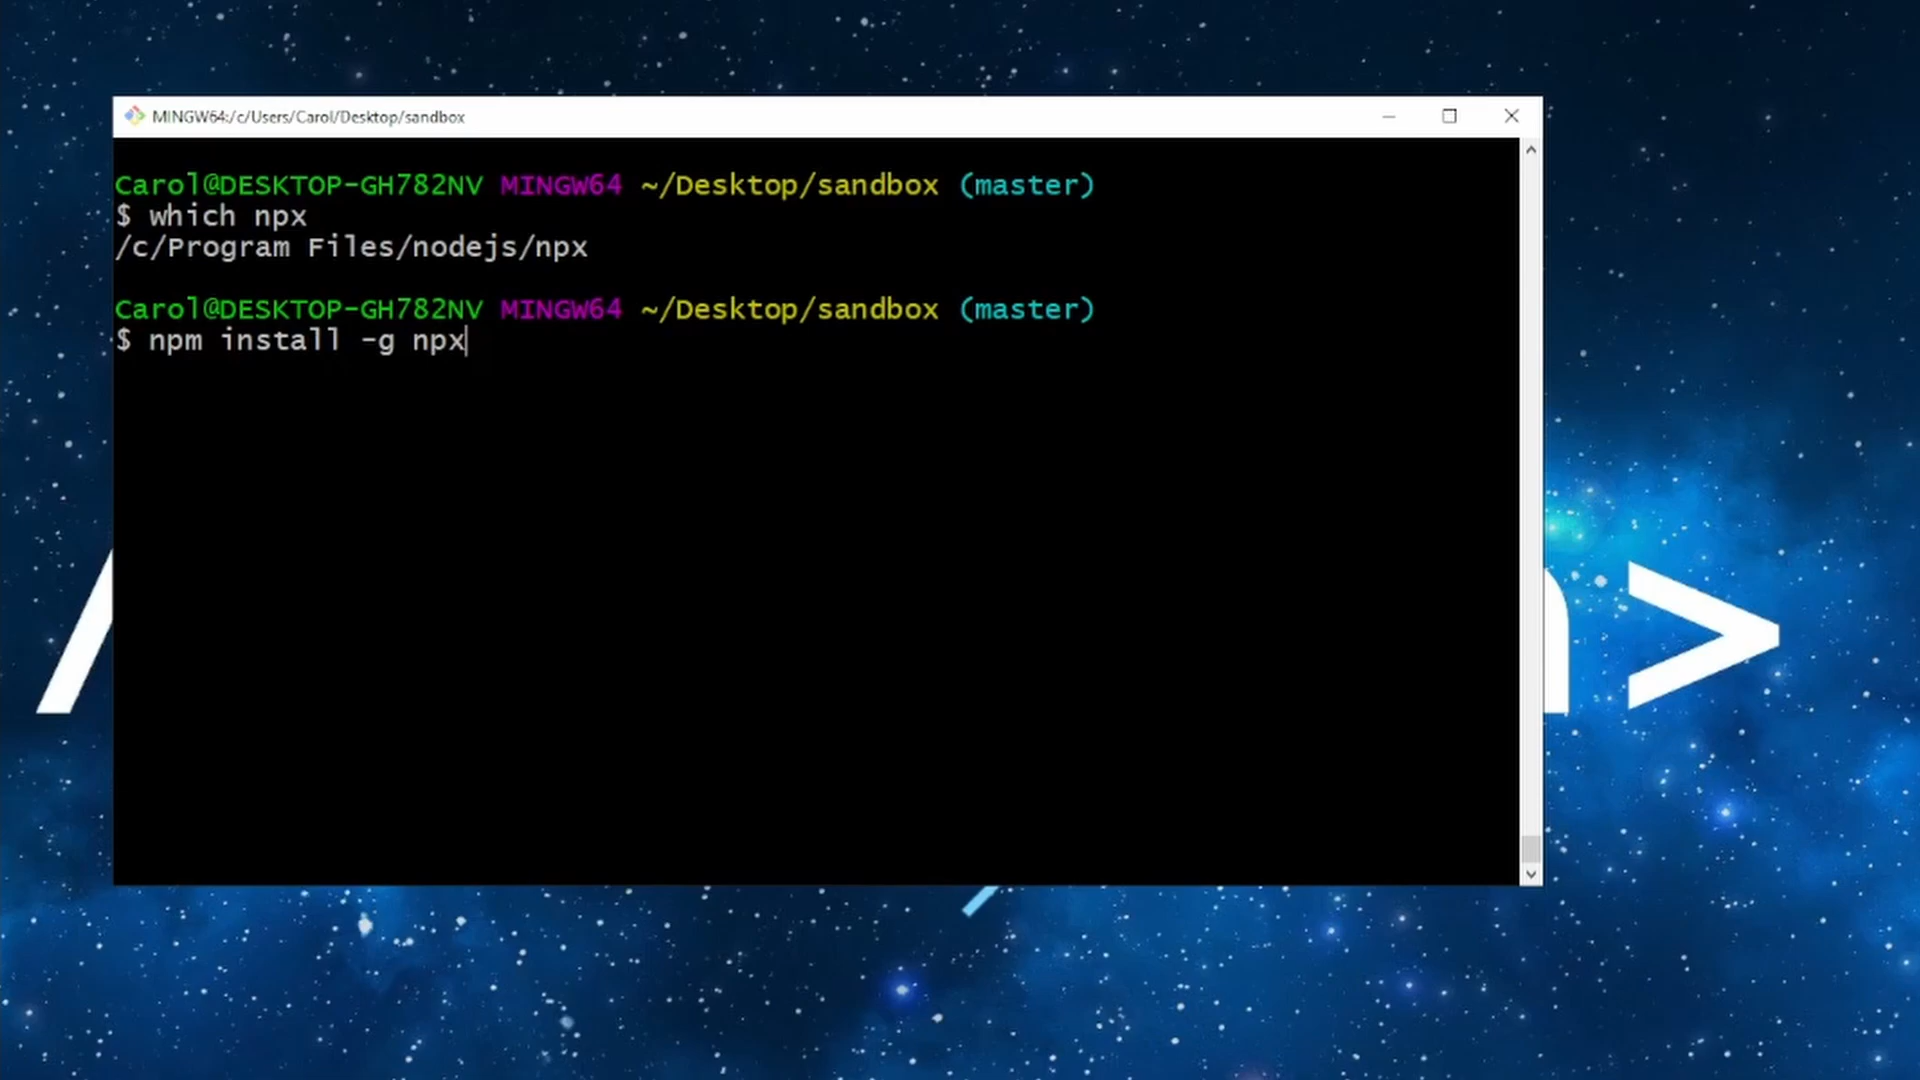 MINGW64:/c/Users/Carol/Desktop/sandbox
Carol@DESKTOP-GH782NV MINGW64 ~/Desktop/sandbox (master)
$ which npx
/c/Program Files/nodejs/npx
Carol@DESKTOP-GH782NV MINGW64 ~/Desktop/sandbox (master)
$ npm install -g npx